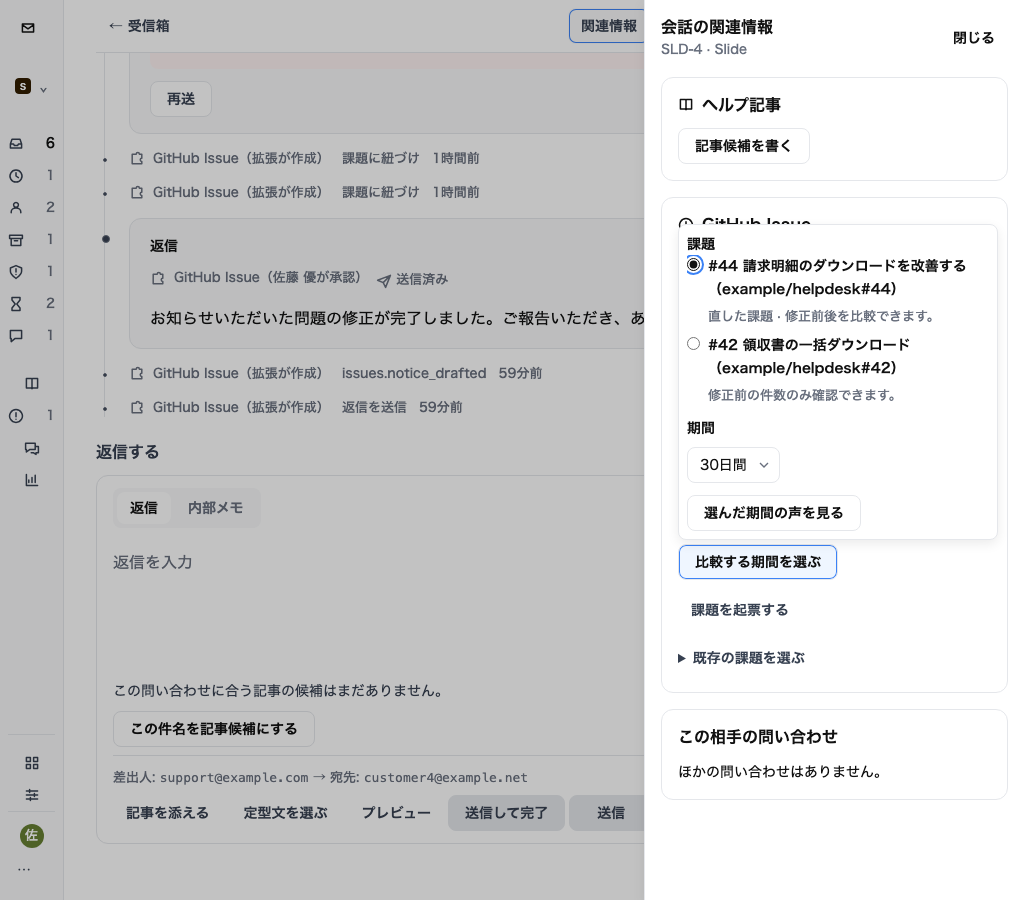 ← 受信箱
関連情報
S
6
1
2
1
1
2
1
1
佐
…
再送
GitHub Issue（拡張が作成） 課題に紐づけ 1時間前
GitHub Issue（拡張が作成） 課題に紐づけ 1時間前
返信
GitHub Issue（佐藤 優が承認） 送信済み
お知らせいただいた問題の修正が完了しました。ご報告いただき、あ
GitHub Issue（拡張が作成） issues.notice_drafted 59分前
GitHub Issue（拡張が作成） 返信を送信 59分前
返信する
返信 内部メモ
返信を入力
この問い合わせに合う記事の候補はまだありません。
この件名を記事候補にする
差出人: support@example.com → 宛先: customer4@example.net
記事を添える 定型文を選ぶ プレビュー 送信して完了 送信
会話の関連情報
SLD-4 · Slide
閉じる
ヘルプ記事
記事候補を書く
GitHub Issue
課題
#44 請求明細のダウンロードを改善する
（example/helpdesk#44）
直した課題 · 修正前後を比較できます。
#42 領収書の一括ダウンロード
（example/helpdesk#42）
修正前の件数のみ確認できます。
期間
30日間
選んだ期間の声を見る
比較する期間を選ぶ
課題を起票する
▶ 既存の課題を選ぶ
この相手の問い合わせ
ほかの問い合わせはありません。